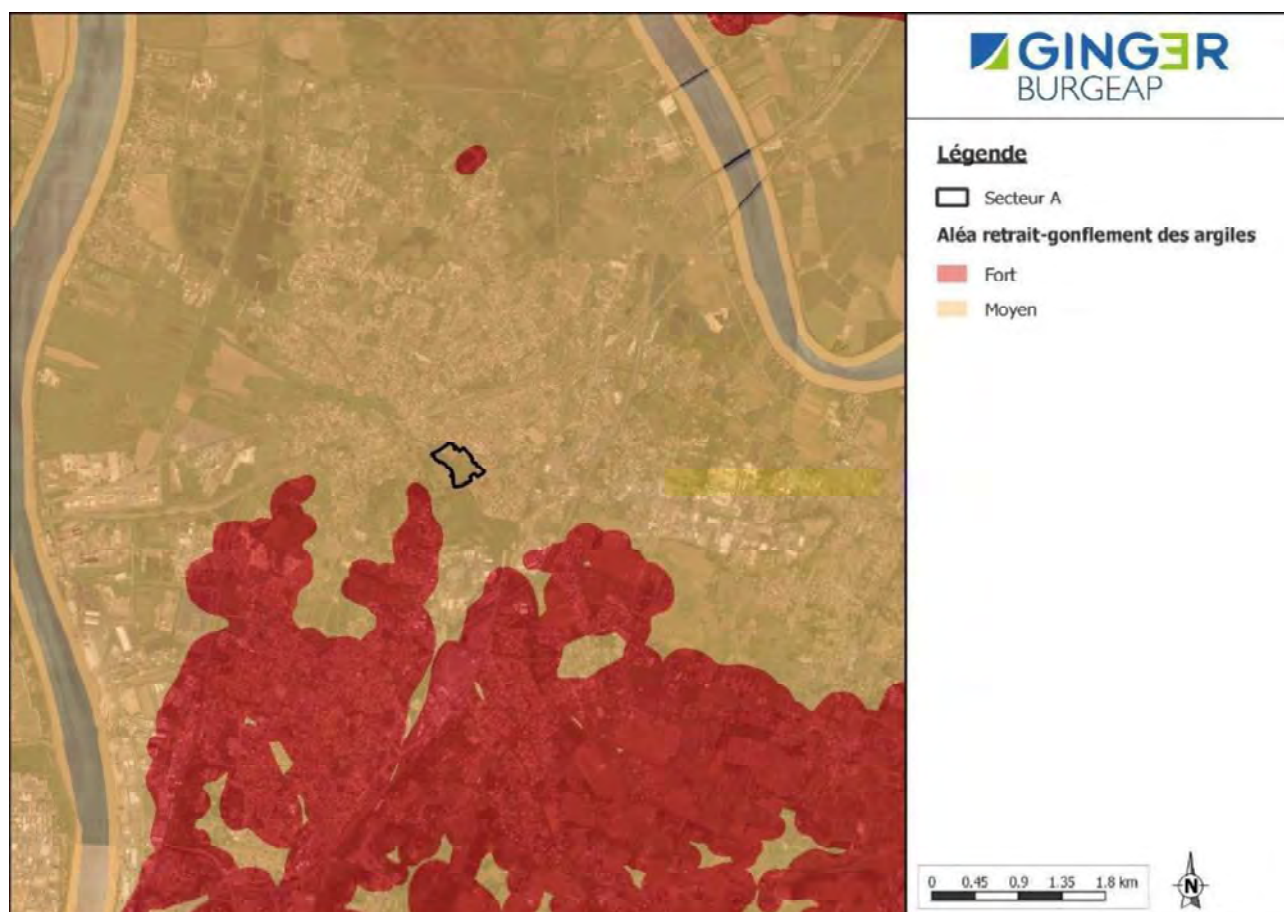 GINGER
BURGEAP
Légende
Secteur A
Aléa retrait-gonflement des argiles
Fort
Moyen
0 0.45 0.9 1.35 1.8 km
N